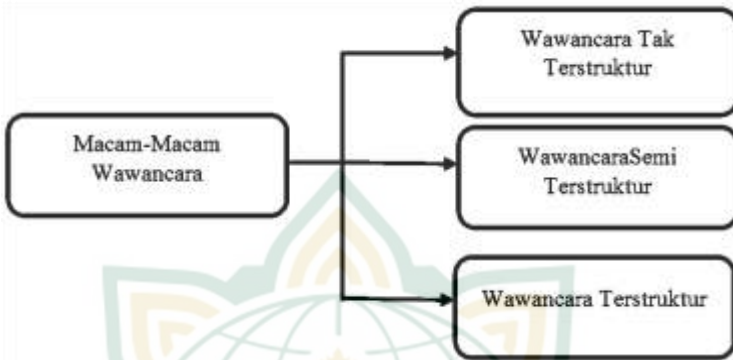 Wawancara Tak
Terstruktur
Macam-Macam
Wawancara
WawancaraSemi
Terstruktur
Wawancara Terstruktur